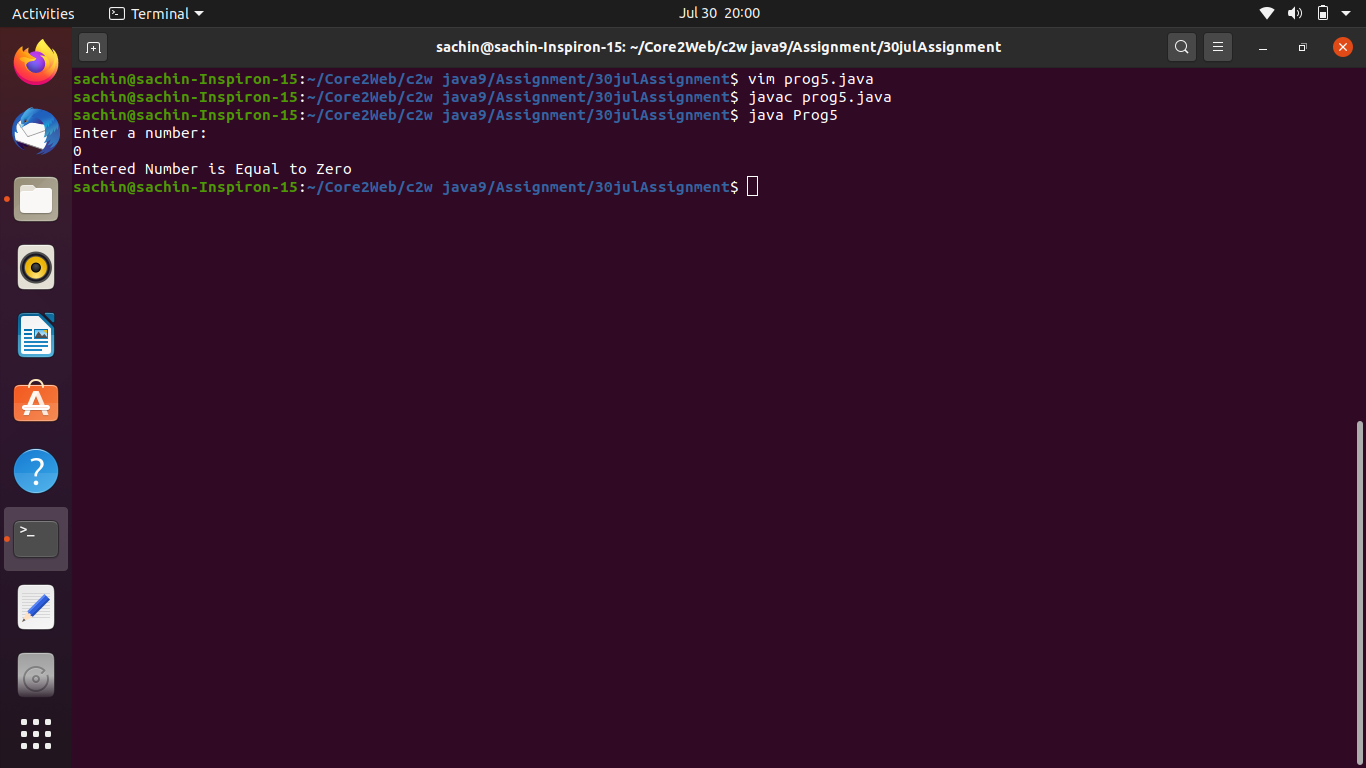 Activities Terminal Jul 30 20:00
sachin@sachin-Inspiron-15: ~/Core2Web/c2w java9/Assignment/30julAssignment
sachin@sachin-Inspiron-15:~/Core2Web/c2w java9/Assignment/30julAssignment$ vim prog5.java
sachin@sachin-Inspiron-15:~/Core2Web/c2w java9/Assignment/30julAssignment$ javac prog5.java
sachin@sachin-Inspiron-15:~/Core2Web/c2w java9/Assignment/30julAssignment$ java Prog5
Enter a number:
0
Entered Number is Equal to Zero
sachin@sachin-Inspiron-15:~/Core2Web/c2w java9/Assignment/30julAssignment$